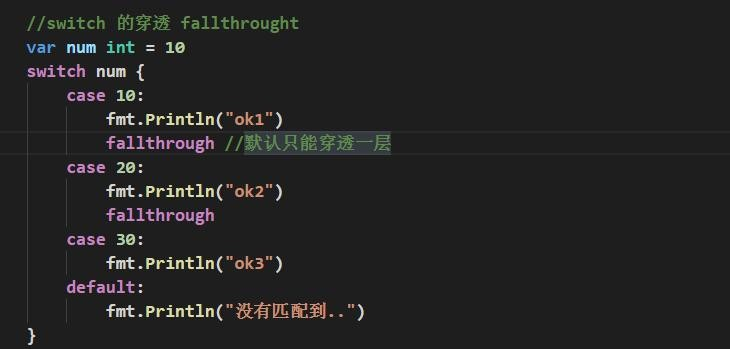 //switch 的穿透 fallthrought
var num int = 10
switch num {
    case 10:
        fmt.Println("ok1")
        fallthrough //默认只能穿透一层
    case 20:
        fmt.Println("ok2")
        fallthrough
    case 30:
        fmt.Println("ok3")
    default:
        fmt.Println("没有匹配到..")
}